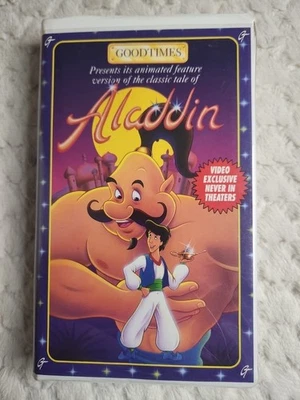 GOODTIMES
Presents its animated feature
version of the classic tale of
Aladdin
VIDEO
EXCLUSIVE
NEVER IN
THEATERS